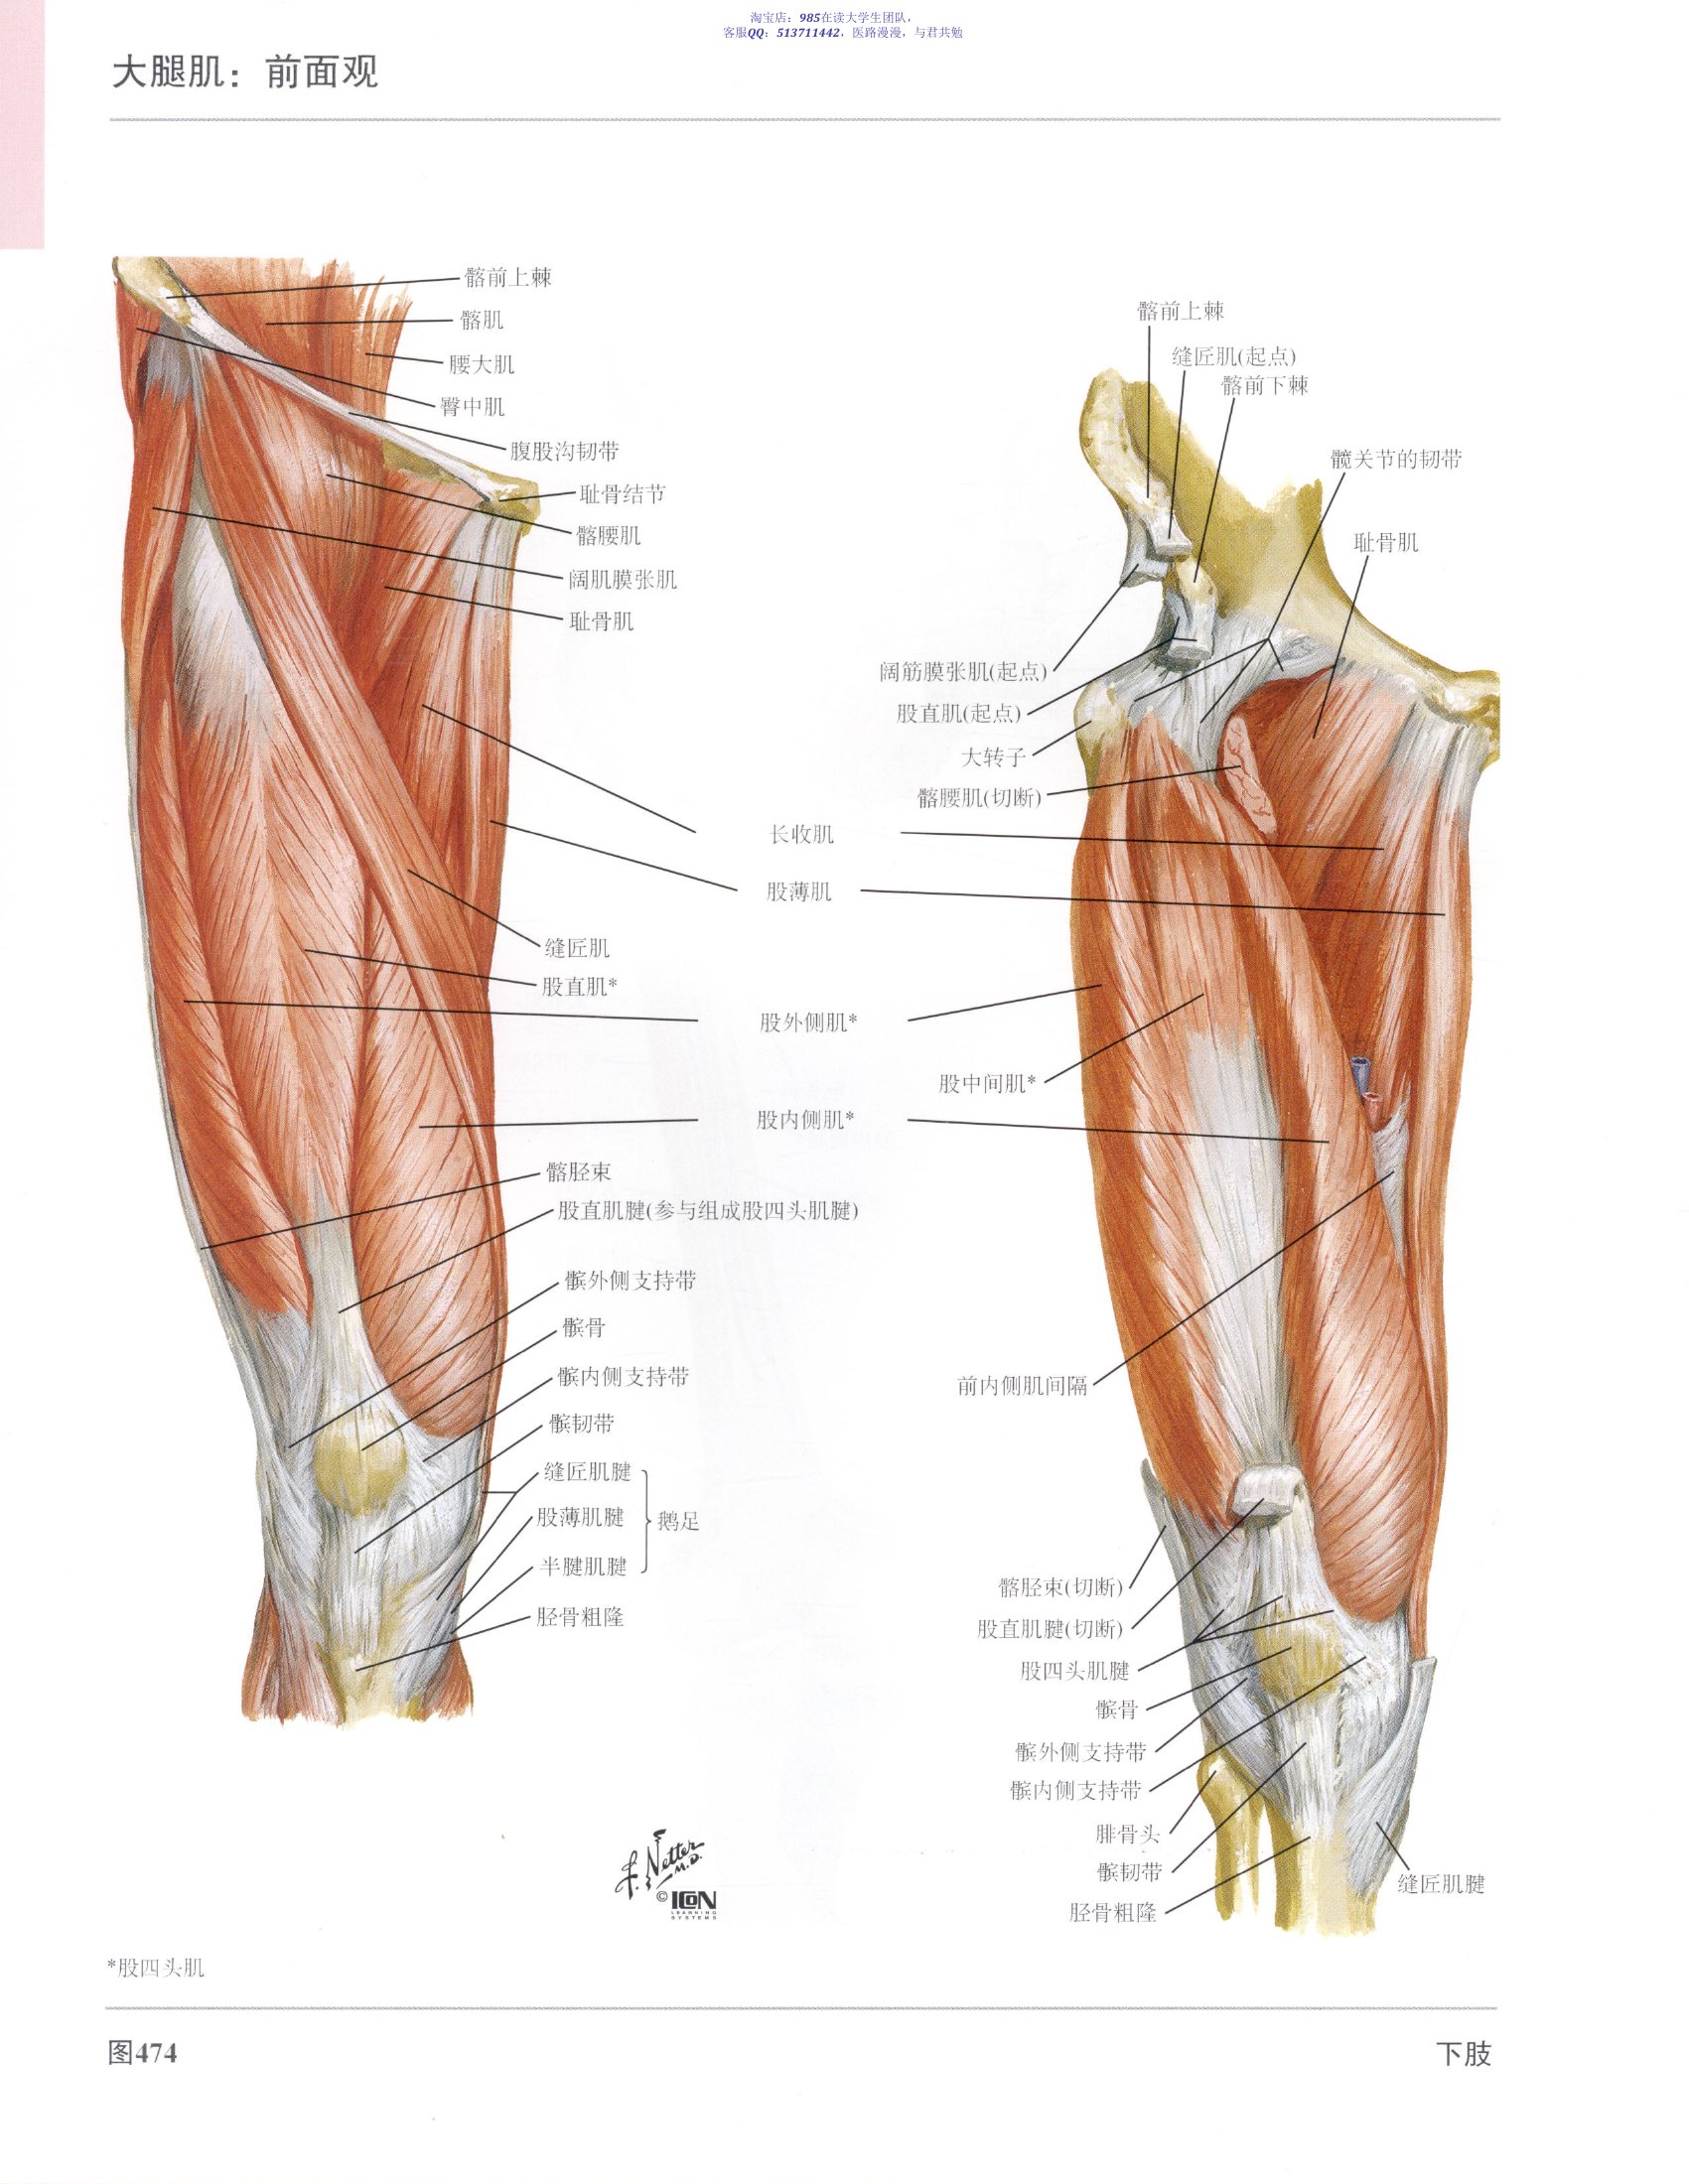 淘宝店：985在读大学生团队，
客服QQ：513711442，医路漫漫，与君共勉
大腿肌：前面观
髂前上棘
髂肌
腰大肌
臀中肌
腹股沟韧带
耻骨结节
髂腰肌
阔肌膜张肌
耻骨肌
髂前上棘
缝匠肌(起点)
髂前下棘
髋关节的韧带
耻骨肌
阔筋膜张肌(起点)
股直肌(起点)
大转子
髂腰肌(切断)
长收肌
股薄肌
缝匠肌
股直肌*
股外侧肌*
股中间肌*
股内侧肌*
髂胫束
股直肌腱(参与组成股四头肌腱)
髌外侧支持带
髌骨
髌内侧支持带
髌韧带
缝匠肌腱
股薄肌腱
鹅足
半腱肌腱
胫骨粗隆
前内侧肌间隔
髂胫束(切断)
股直肌腱(切断)
股四头肌腱
髌骨
髌外侧支持带
髌内侧支持带
腓骨头
髌韧带
胫骨粗隆
缝匠肌腱
F. Netter
M.D.
© ICON
LEARNING
SYSTEMS
*股四头肌
图474
下肢